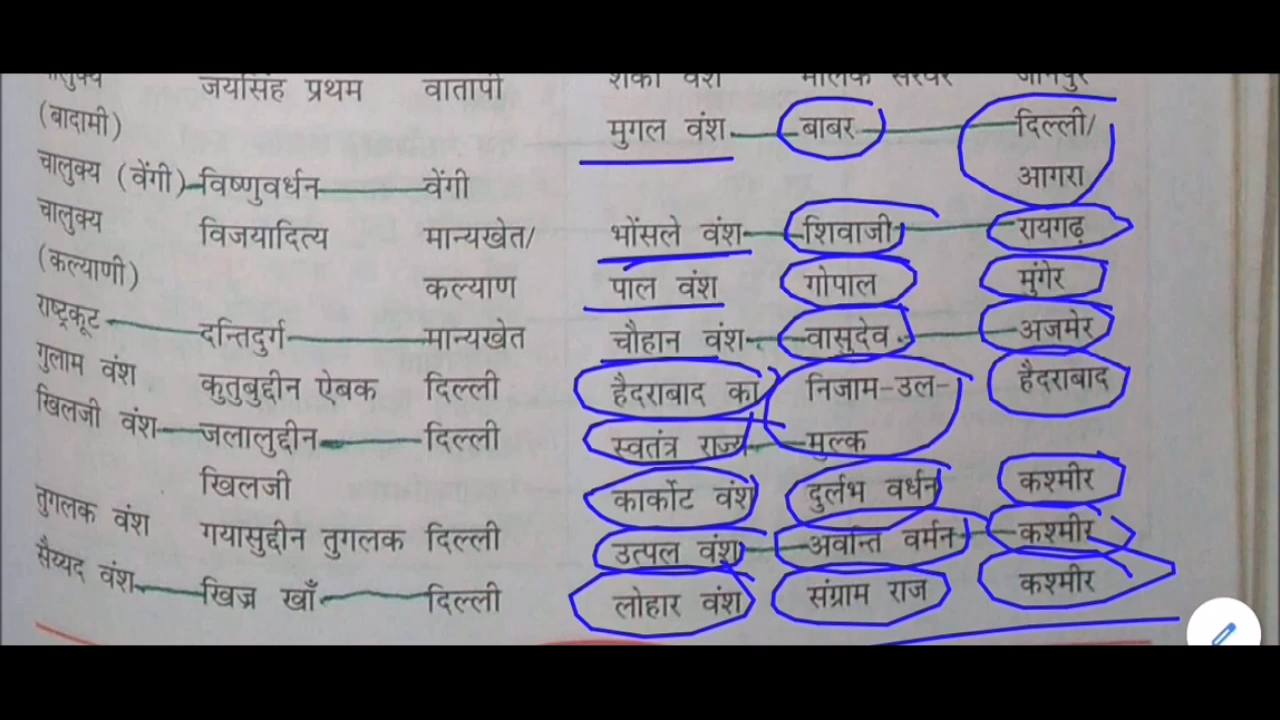 जयसिंह प्रथम वातापी
(बादामी)
चालुक्य (वेंगी) विष्णुवर्धन वेंगी
चालुक्य विजयादित्य मान्यखेत/
(कल्याणी) कल्याण
राष्ट्रकूट दन्तिदुर्ग मान्यखेत
गुलाम वंश कुतुबुद्दीन ऐबक दिल्ली
खिलजी वंश जलालुद्दीन दिल्ली
खिलजी
तुगलक वंश गयासुद्दीन तुगलक दिल्ली
सैय्यद वंश खिज्र खाँ दिल्ली
मुगल वंश बाबर दिल्ली/
आगरा
भोंसले वंश शिवाजी रायगढ़
पाल वंश गोपाल मुंगेर
चौहान वंश वासुदेव अजमेर
हैदराबाद का निजाम-उल- हैदराबाद
स्वतंत्र राज्य मुल्क
कार्कोट वंश दुर्लभ वर्धन कश्मीर
उत्पल वंश अवन्ति वर्मन कश्मीर
लोहार वंश संग्राम राज कश्मीर